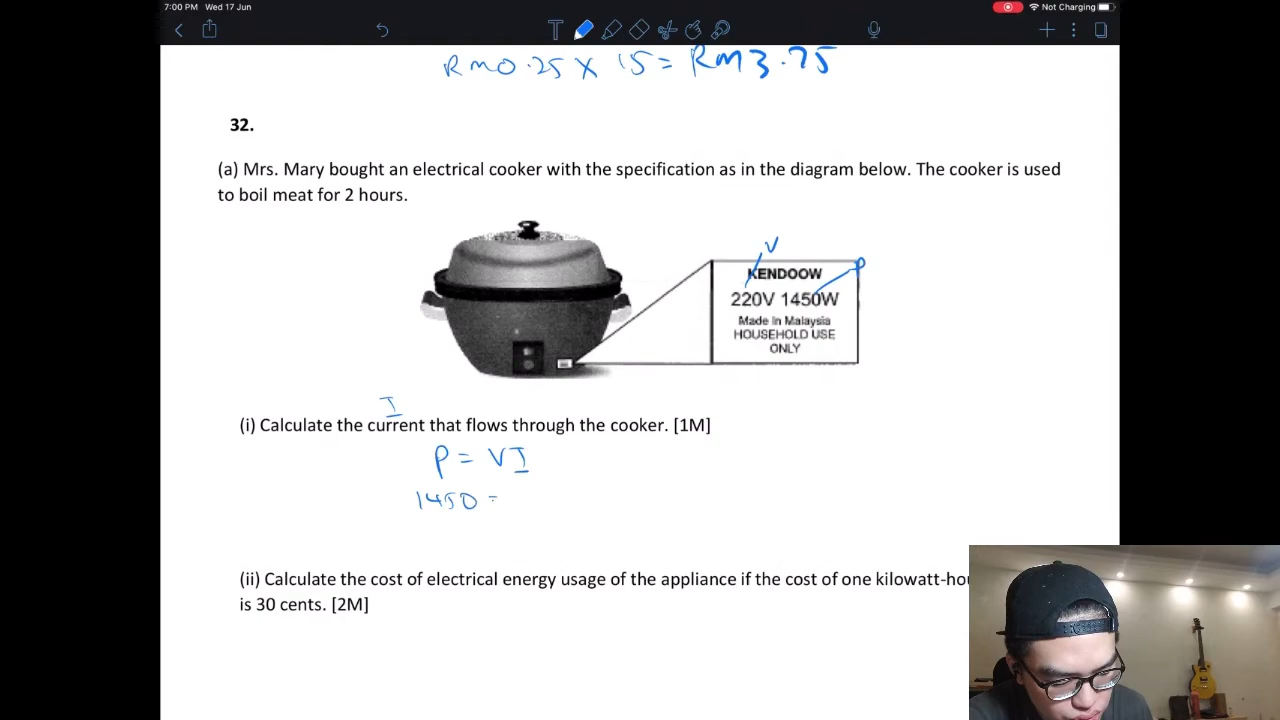 7:00 PM Wed 17 Jun
Not Charging
T
RM0.25 X 15 = RM3.75
32.
(a) Mrs. Mary bought an electrical cooker with the specification as in the diagram below. The cooker is used
to boil meat for 2 hours.
V
P
KENDOOW
220V 1450W
Made In Malaysia
HOUSEHOLD USE
ONLY
I
(i) Calculate the current that flows through the cooker. [1M]
P = VI
1450 =
(ii) Calculate the cost of electrical energy usage of the appliance if the cost of one kilowatt-hou
is 30 cents. [2M]